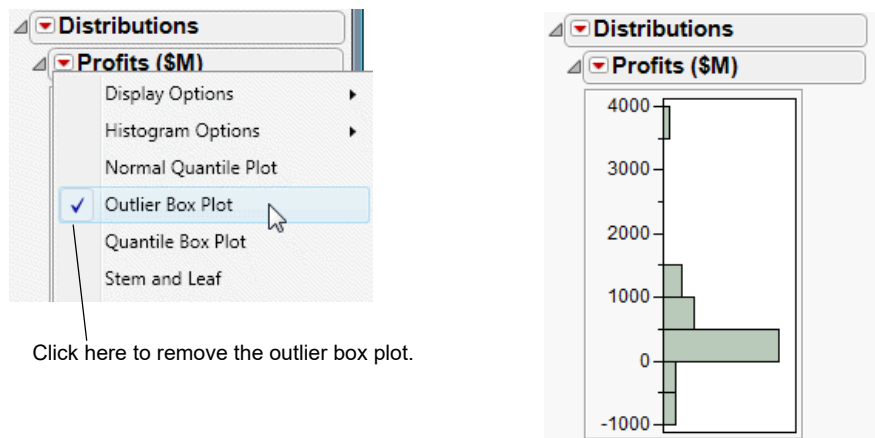 Distributions
Profits ($M)
Display Options
Histogram Options
Normal Quantile Plot
Outlier Box Plot
Quantile Box Plot
Stem and Leaf
Click here to remove the outlier box plot.
Distributions
Profits ($M)
4000
3000
2000
1000
0
-1000